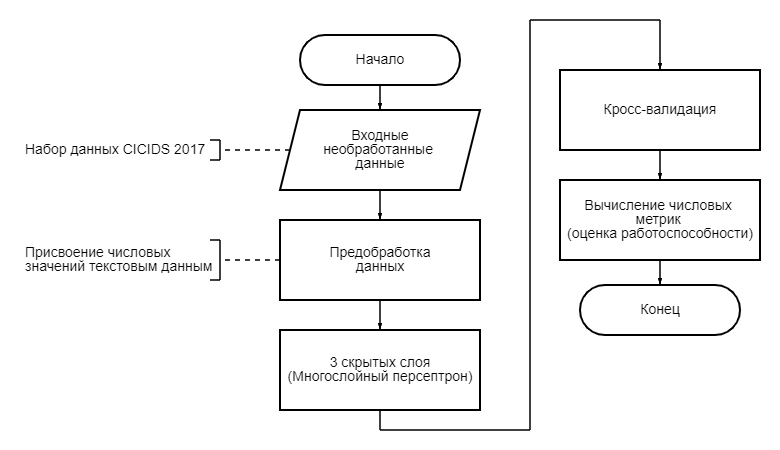 Начало
Набор данных CICIDS 2017
Входные
необработанные
данные
Присвоение числовых
значений текстовым данным
Предобработка
данных
3 скрытых слоя
(Многослойный персептрон)
Кросс-валидация
Вычисление числовых
метрик
(оценка работоспособности)
Конец